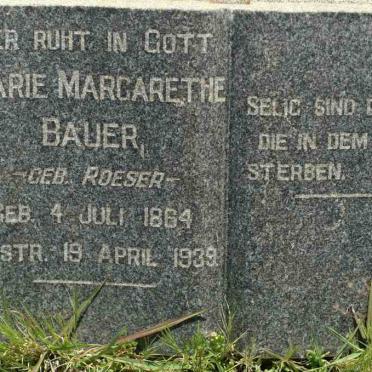 ER RUHT IN GOTT
ARIE MARGARETHE
BAUER,
-GEB. ROESER-
GEB. 4 JULI 1864
STR. 19 APRIL 1939.
SELIG SIND D
DIE IN DEM
STERBEN.